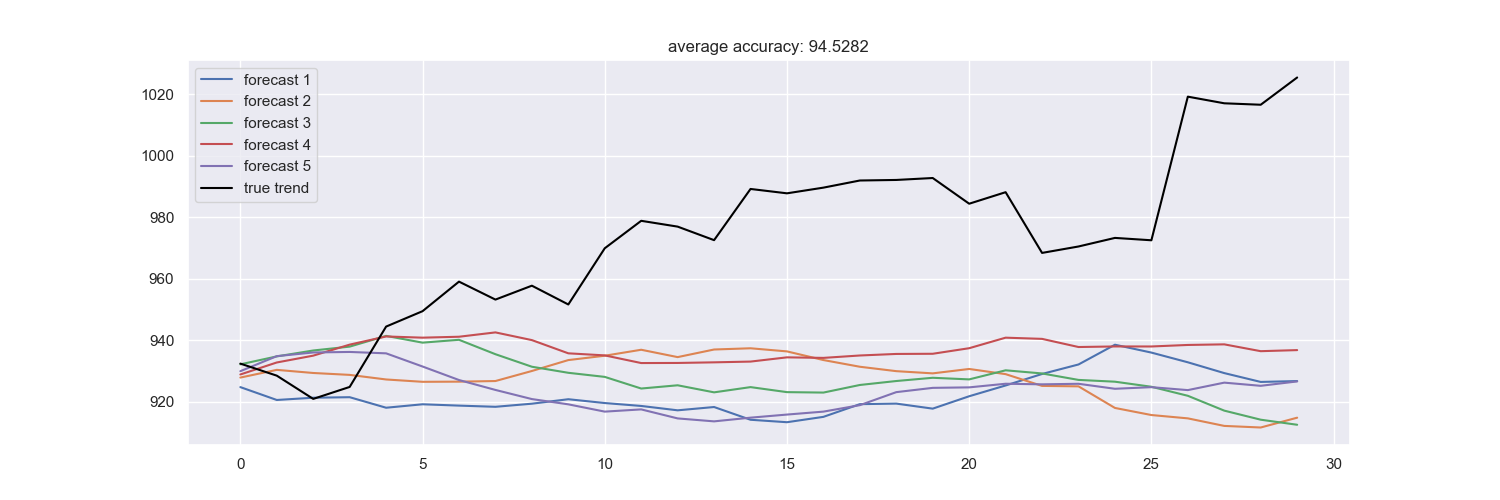 average accuracy: 94.5282
forecast 1
forecast 2
forecast 3
forecast 4
forecast 5
true trend
1020
1000
980
960
940
920
0 5 10 15 20 25 30